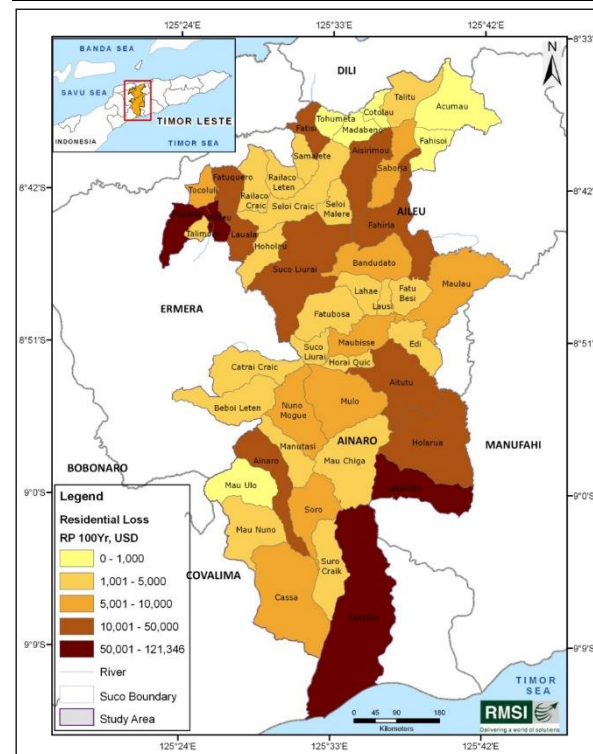 125°24'E
125°33'E
125°42'E
8°33'
BANDA SEA
SAVU SEA
TIMOR LESTE
INDONESIA
TIMOR SEA
N
DILI
Talitu
Acumau
Cotolau
Tohumeta
Madabeno
Fatisi
Fahisoi
Aisirimou
Samalete
Saboria
8°42'
8°42'
Fatuquero
Railaco
Leten
Tocoluli
Railaco
Craic
Seloi Craic
Seloi
Malere
AILEU
Talimoro
Lauala
Fahiria
Hoholau
Suco Liurai
Bandudato
Maulau
Lahae
Fatu
Besi
Lausi
ERMERA
Fatubosa
8°51'
8°51'
Maubisse
Edi
Suco
Liurai
Horai Quic
Catrai Craic
Aitutu
Beboi Leten
Nuno
Mogue
Mulo
AINARO
Holarua
MANUFAHI
Manutasi
Ainaro
Mau Chiga
BOBONARO
Mau Ulo
9°0'S
9°0'S
Soro
Mau Nuno
Suro
Craik
COVALIMA
Cassa
9°9'S
9°9'S
Legend
Residential Loss
RP 100Yr, USD
0 - 1,000
1,001 - 5,000
5,001 - 10,000
10,001 - 50,000
50,001 - 121,346
River
Suco Boundary
Study Area
TIMOR
SEA
0 45 90 180
Kilometers
RMSI
Delivering a world of solutions
125°24'E
125°33'E
125°42'E